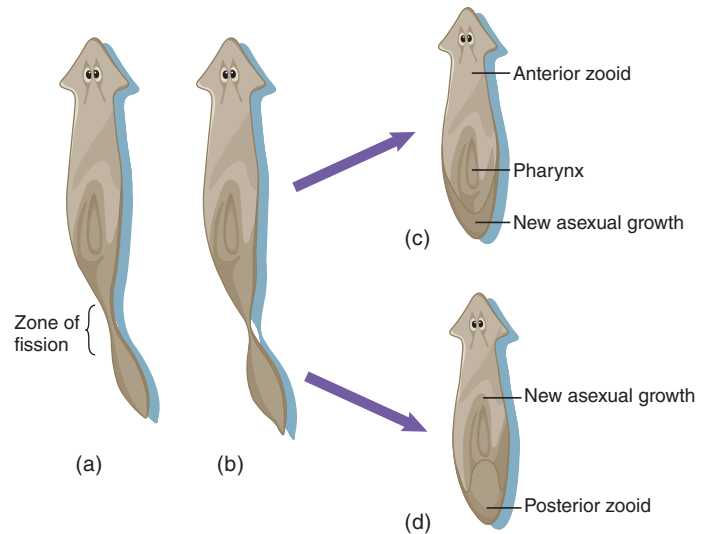 Anterior zooid
Pharynx
New asexual growth
(c)
Zone of
fission
(a)
(b)
New asexual growth
Posterior zooid
(d)